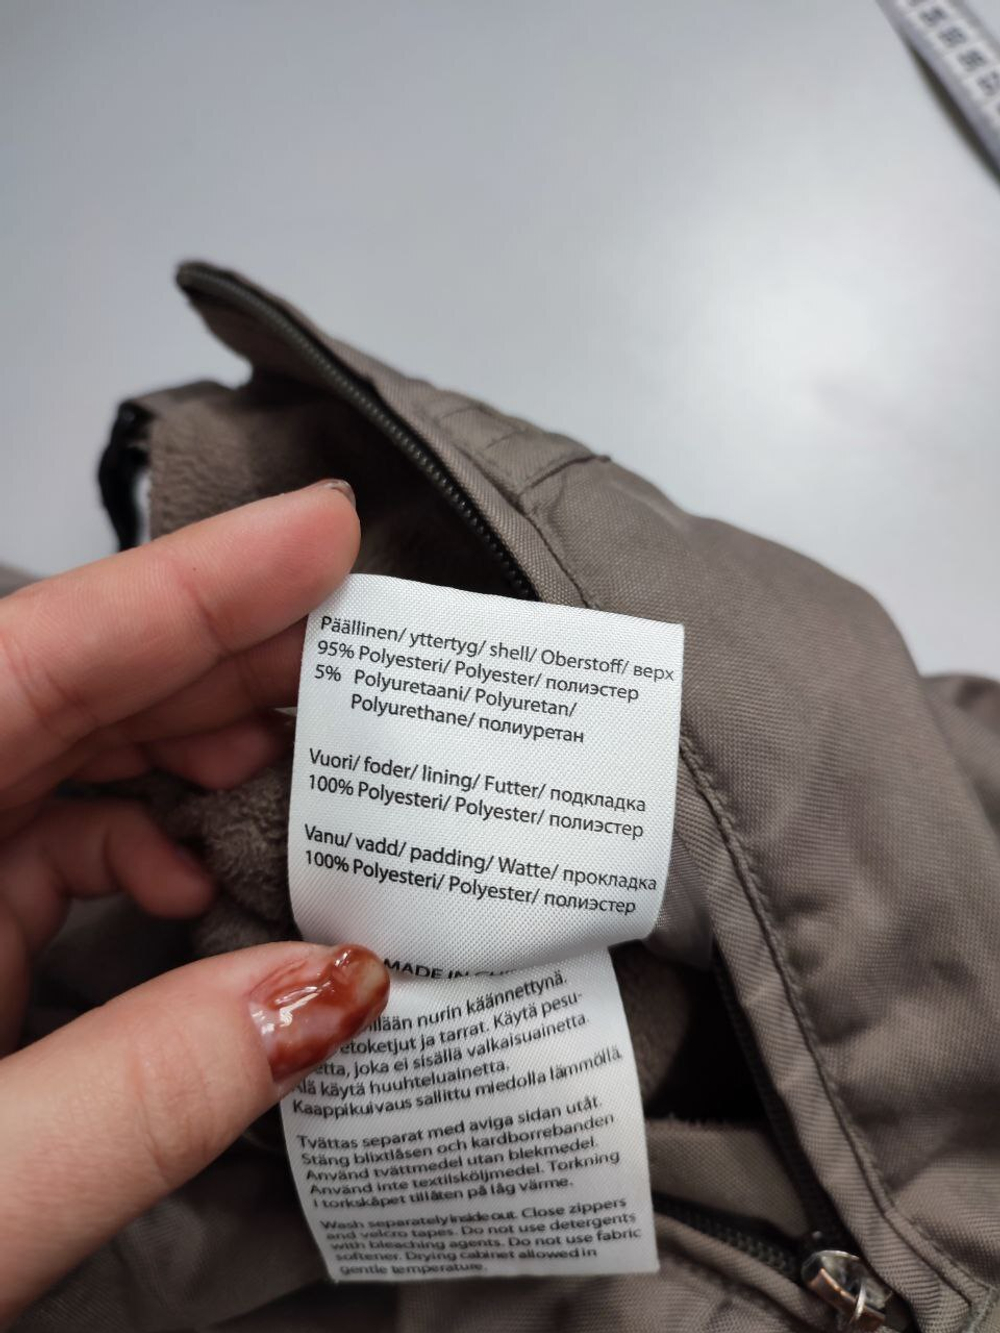 Päällinen/ yttertyg/ shell/ Oberstoff/ верх
95% Polyesteri/ Polyester/ полиэстер
5% Polyuretaani/ Polyuretan/
Polyurethane/ полиуретан
Vuori/ foder/ lining/ Futter/ подкладка
100% Polyesteri/ Polyester/ полиэстер
Vanu/ vadd/ padding/ Watte/ прокладка
100% Polyesteri/ Polyester/ полиэстер
MADE IN
nurin käännettynä.
ja tarrat. Käytä pesu-
joka ei sisällä valkaisuainetta.
Älä käytä huuhteluainetta.
Kaappikuivaus sallittu miedolla lämmöllä.
Tvättas separat med aviga sidan utåt.
Stäng blixtlåsen och kardborrebanden
Använd tvättmedel utan blekmedel.
Använd inte textilsköljmedel. Torkning
i torkskåpet tillåten på låg värme.
Wash separately inside out. Close zippers
and velcro tapes. Do not use detergents
with bleaching agents. Do not use fabric
softener. Drying cabinet allowed in
gentle temperature.